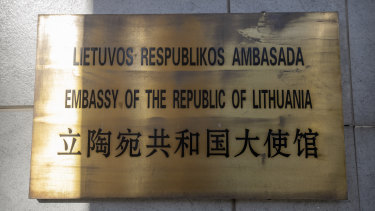 LIETUVOS RESPUBLIKOS AMBASADA
EMBASSY OF THE REPUBLIC OF LITHUANIA
立陶宛共和国大使馆